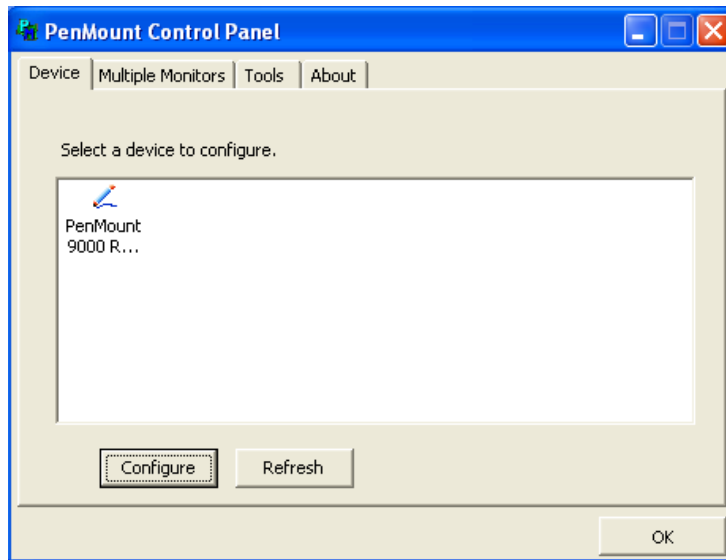 PenMount Control Panel
Device Multiple Monitors Tools About
Select a device to configure.
PenMount
9000 R...
Configure Refresh
OK